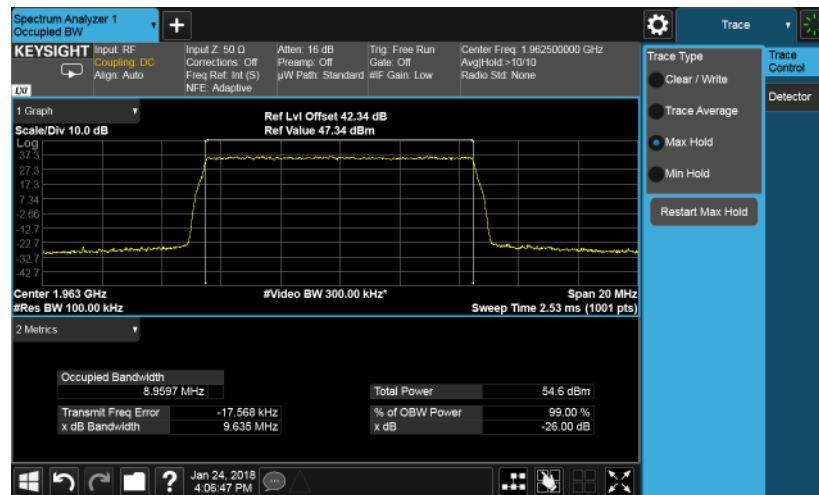 Spectrum Analyzer 1
Occupied BW
+
Trace
KEYSIGHT
Input: RF
Coupling: DC
Align: Auto
Input Z: 50 Ω
Corrections: Off
Freq Ref: Int (S)
NFE: Adaptive
Atten: 16 dB
Preamp: Off
µW Path: Standard
Trig: Free Run
Gate: Off
#IF Gain: Low
Center Freq: 1.962500000 GHz
Avg|Hold:>10/10
Radio Std: None
LXI
1 Graph
Scale/Div 10.0 dB
Ref Lvl Offset 42.34 dB
Ref Value 47.34 dBm
Log
37.3
27.3
17.3
7.34
-2.66
-12.7
-22.7
-32.7
-42.7
Center 1.963 GHz
#Res BW 100.00 kHz
#Video BW 300.00 kHz*
Span 20 MHz
Sweep Time 2.53 ms (1001 pts)
2 Metrics
Occupied Bandwidth
8.9597 MHz
Transmit Freq Error -17.568 kHz
x dB Bandwidth 9.635 MHz
Total Power 54.6 dBm
% of OBW Power 99.00 %
x dB -26.00 dB
?
Jan 24, 2018
4:06:47 PM
Trace Type
Clear / Write
Trace Average
Max Hold
Min Hold
Restart Max Hold
Trace
Control
Detector